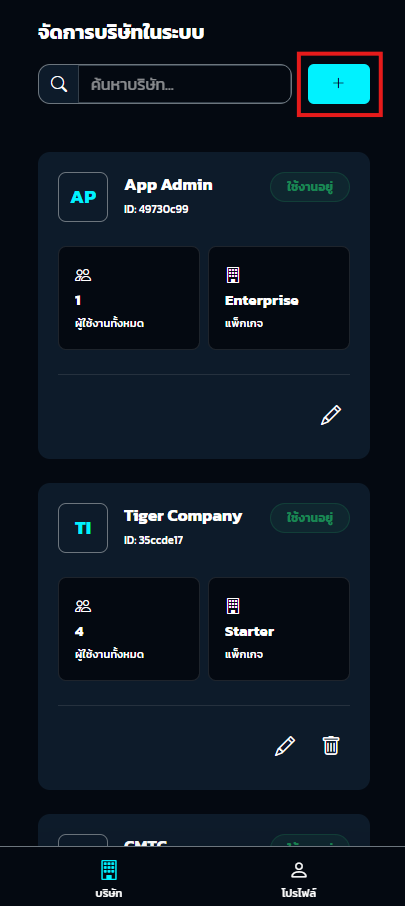 จัดการบริษัทในระบบ
ค้นหาบริษัท...
+
AP
App Admin
ID: 49730c99
ใช้งานอยู่
1
ผู้ใช้งานทั้งหมด
Enterprise
แพ็กเกจ
TI
Tiger Company
ID: 35ccde17
ใช้งานอยู่
4
ผู้ใช้งานทั้งหมด
Starter
แพ็กเกจ
บริษัท
โปรไฟล์